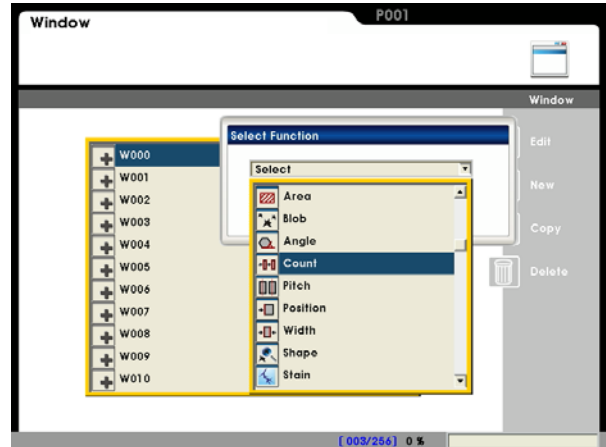 Window
P001
Window
Edit
New
Copy
Delete
Select Function
Select
Area
Blob
Angle
Count
Pitch
Position
Width
Shape
Stain
W000
W001
W002
W003
W004
W005
W006
W007
W008
W009
W010
[003/256] 0 %